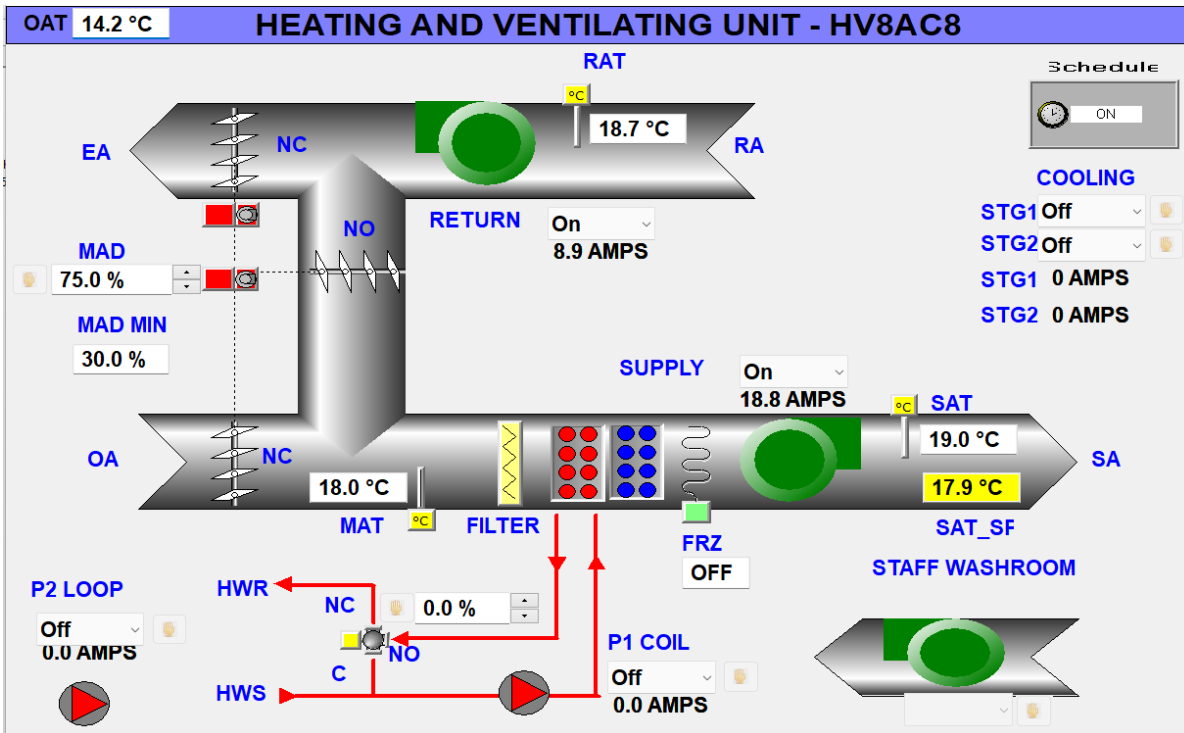 OAT 14.2 °C HEATING AND VENTILATING UNIT - HV8AC8
RAT
Schedule
°C
18.7 °C
ON
EA
NC
RA
COOLING
RETURN
On
8.9 AMPS
NO
STG1 Off
STG2 Off
STG1 0 AMPS
STG2 0 AMPS
MAD
75.0 %
MAD MIN
30.0 %
SUPPLY
On
18.8 AMPS
°C
SAT
19.0 °C
OA
NC
SA
18.0 °C
17.9 °C
MAT
°C
FILTER
SAT_SF
FRZ
OFF
STAFF WASHROOM
P2 LOOP
Off
0.0 AMPS
HWR
NC
0.0 %
NO
C
HWS
P1 COIL
Off
0.0 AMPS